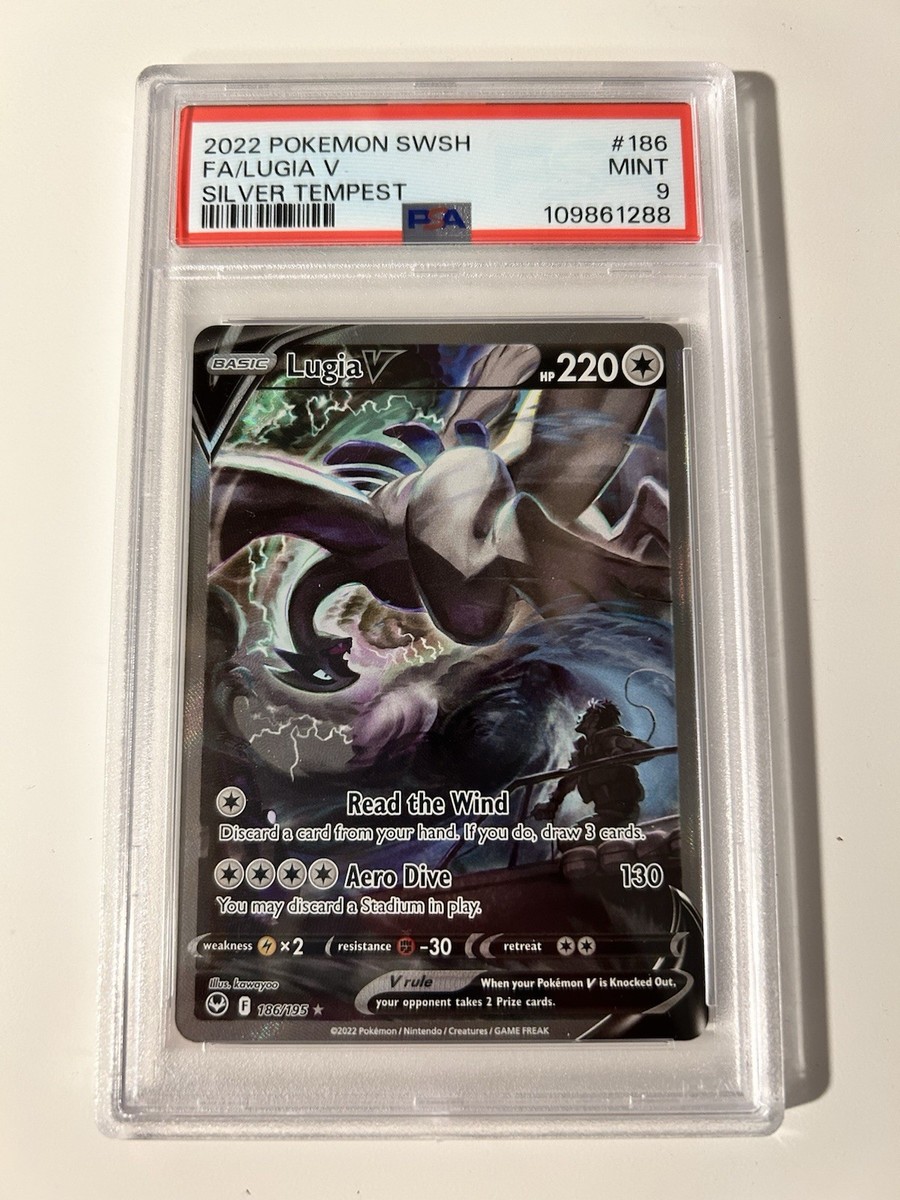 2022 POKEMON SWSH #186
FA/LUGIA V MINT
SILVER TEMPEST 9
PSA 109861288
BASIC Lugia V HP 220
Read the Wind
Discard a card from your hand. If you do, draw 3 cards.
Aero Dive 130
You may discard a Stadium in play.
weakness ×2 resistance -30 retreat
Illus. kawayoo
V rule When your Pokémon V is Knocked Out,
your opponent takes 2 Prize cards.
F 186/195 ★
©2022 Pokémon / Nintendo / Creatures / GAME FREAK